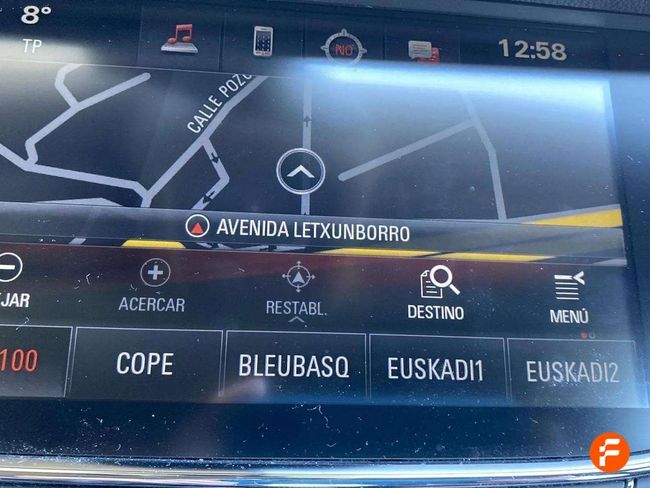 8°
TP
NO
12:58
CALLE POZO
AVENIDA LETXUNBORRO
JAR
ACERCAR
RESTABL.
DESTINO
MENÚ
100
COPE
BLEUBASQ
EUSKADI1
EUSKADI2